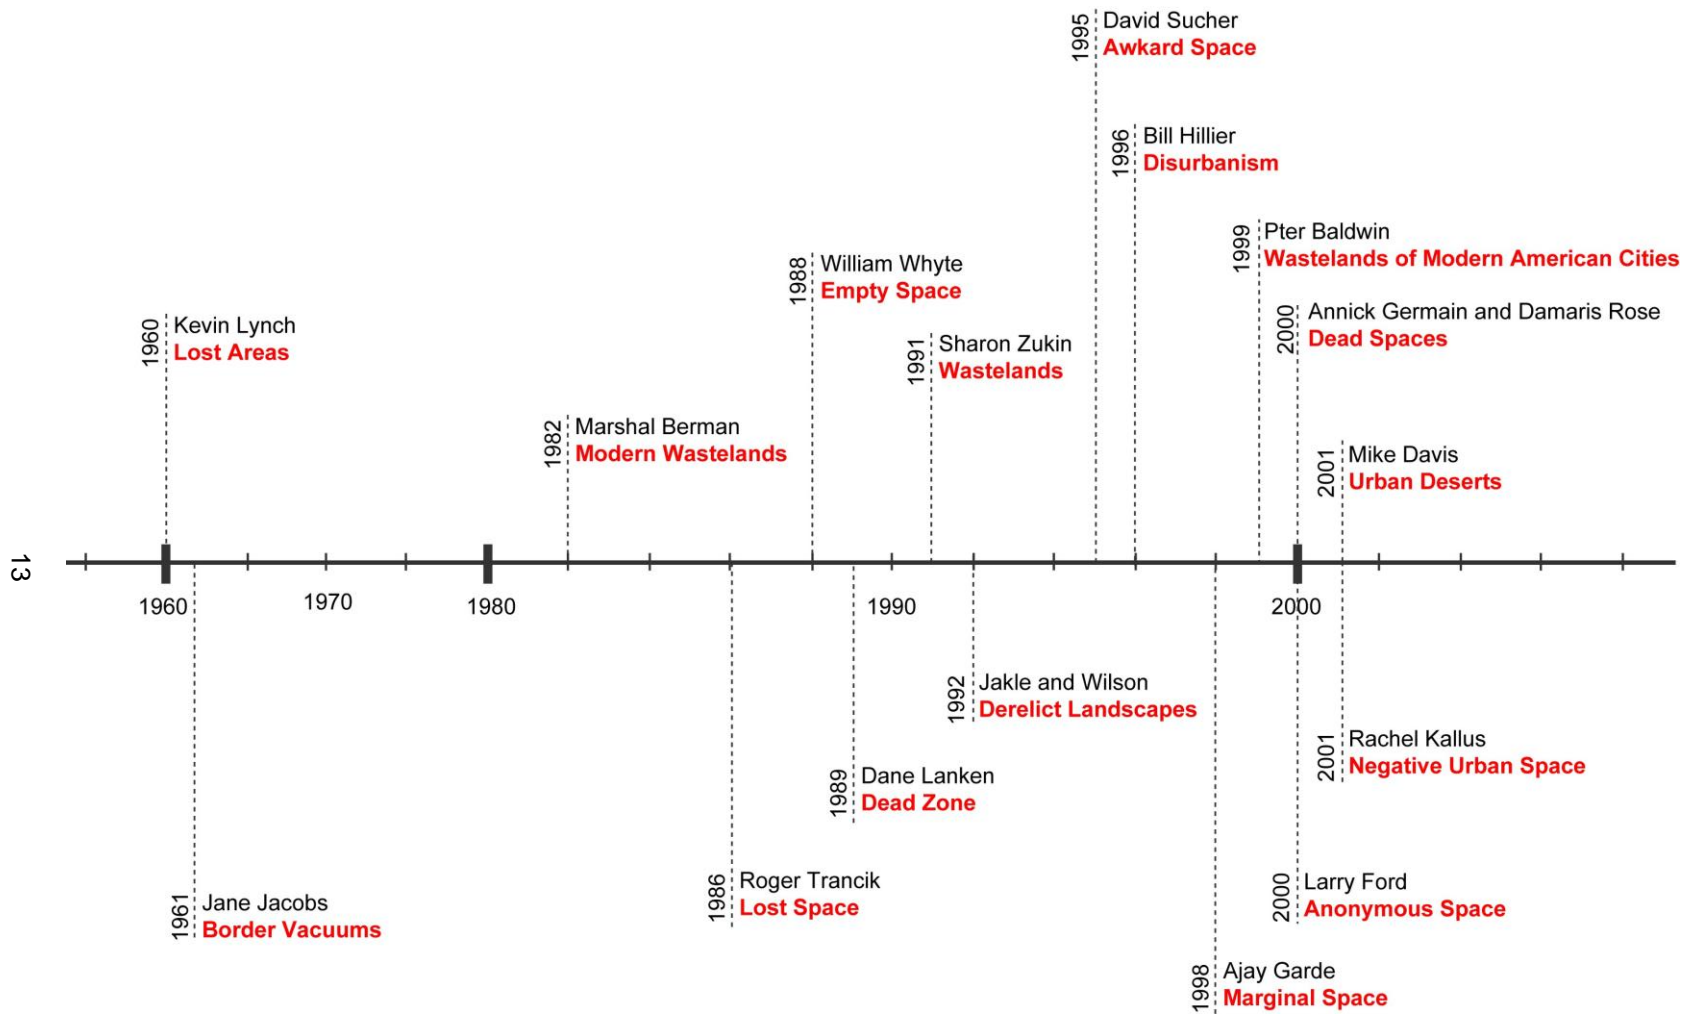 1995
David Sucher
Awkard Space
1996
Bill Hillier
Disurbanism
1999
Pter Baldwin
Wastelands of Modern American Cities
1988
William Whyte
Empty Space
2000
Annick Germain and Damaris Rose
Dead Spaces
1960
Kevin Lynch
Lost Areas
1991
Sharon Zukin
Wastelands
1982
Marshal Berman
Modern Wastelands
2001
Mike Davis
Urban Deserts
13
1960
1970
1980
1990
2000
1992
Jakle and Wilson
Derelict Landscapes
2001
Rachel Kallus
Negative Urban Space
1989
Dane Lanken
Dead Zone
1986
Roger Trancik
Lost Space
2000
Larry Ford
Anonymous Space
1961
Jane Jacobs
Border Vacuums
1998
Ajay Garde
Marginal Space